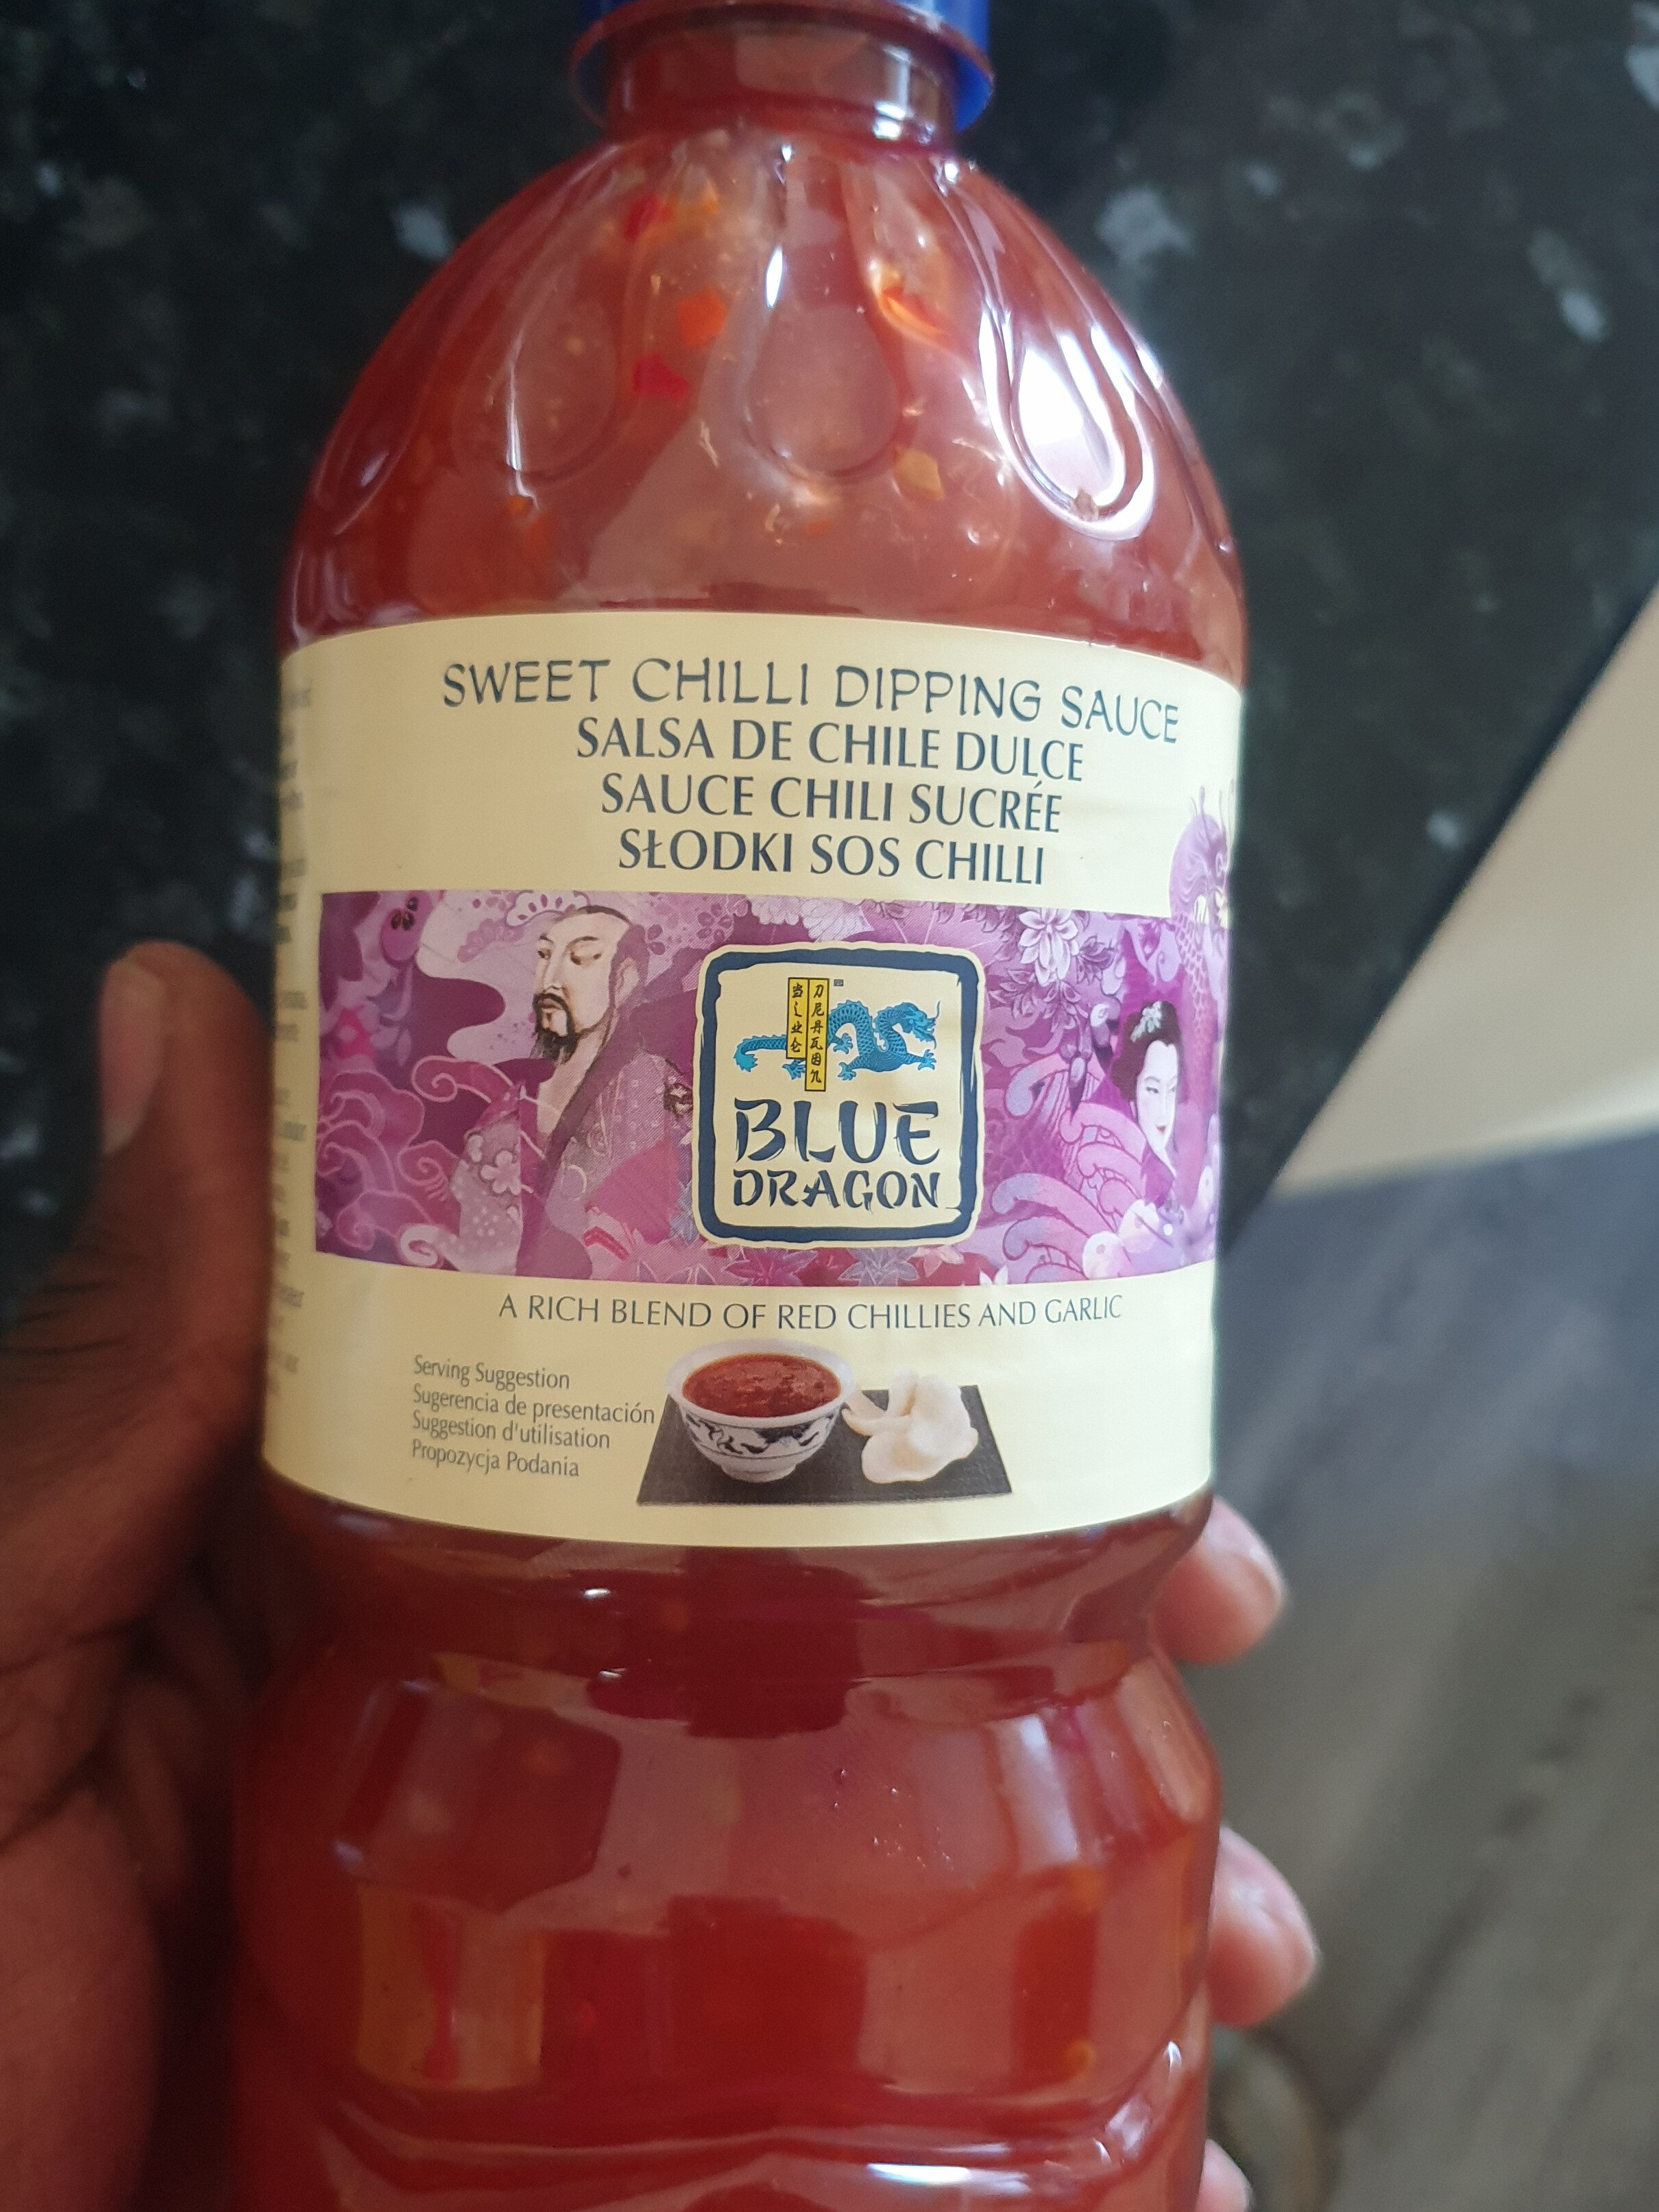 SWEET CHILLI DIPPING SAUCE
SALSA DE CHILE DULCE
SAUCE CHILI SUCRÉE
SŁODKI SOS CHILLI
BLUE
DRAGON
A RICH BLEND OF RED CHILLIES AND GARLIC
Serving Suggestion
Sugerencia de presentación
Suggestion d'utilisation
Propozycja Podania